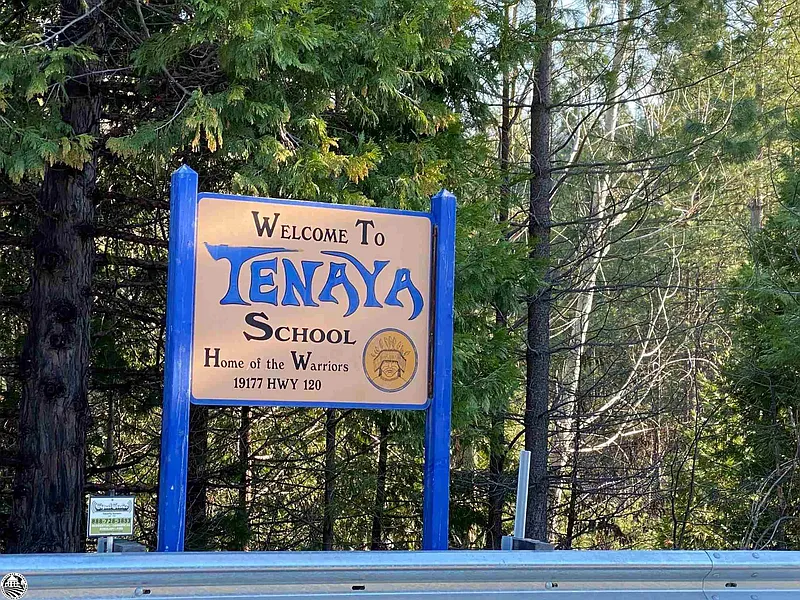 WELCOME TO
TENAYA
SCHOOL
HOME OF THE WARRIORS
19177 HWY 120